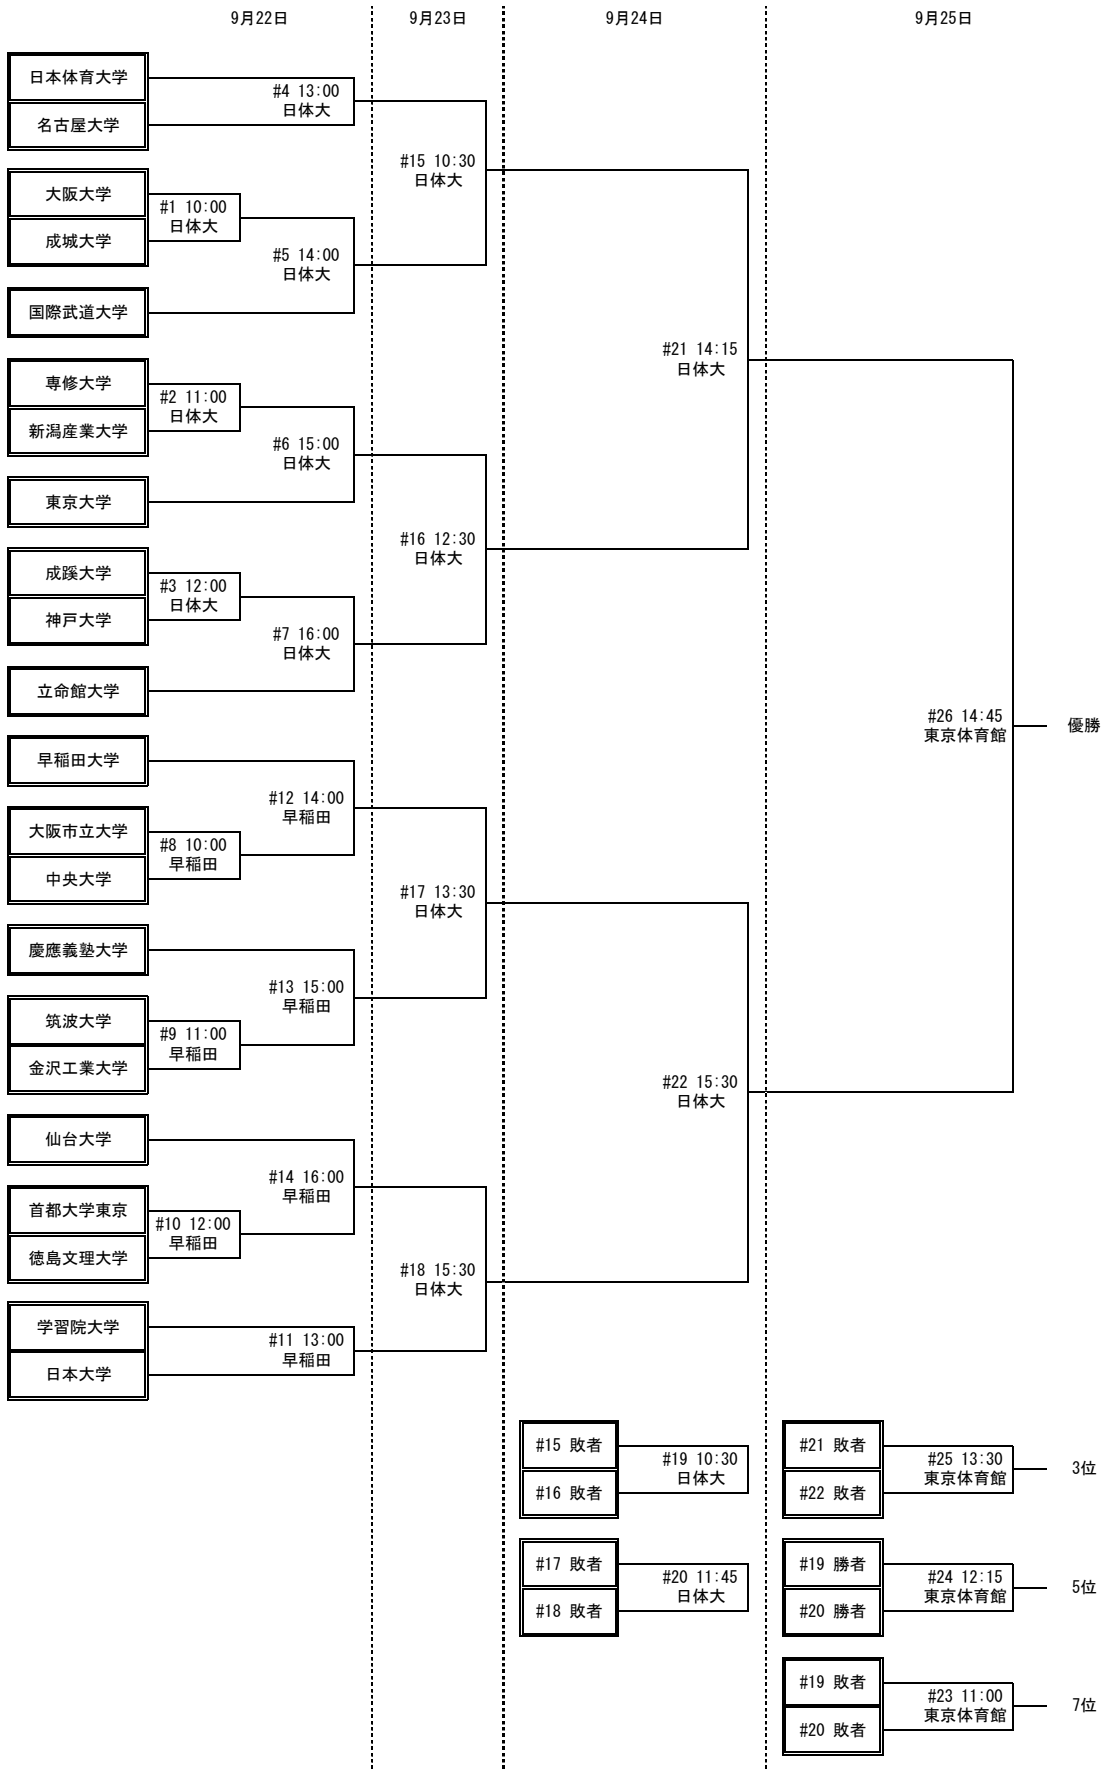 9月22日
9月23日
9月24日
9月25日
日本体育大学
#4 13:00
日体大
名古屋大学
#15 10:30
日体大
大阪大学
#1 10:00
日体大
成城大学
#5 14:00
日体大
国際武道大学
#21 14:15
日体大
専修大学
#2 11:00
日体大
新潟産業大学
#6 15:00
日体大
東京大学
#16 12:30
日体大
成蹊大学
#3 12:00
日体大
神戸大学
#7 16:00
日体大
立命館大学
#26 14:45
東京体育館
優勝
早稲田大学
#12 14:00
早稲田
大阪市立大学
#8 10:00
早稲田
中央大学
#17 13:30
日体大
慶應義塾大学
#13 15:00
早稲田
筑波大学
#9 11:00
早稲田
金沢工業大学
#22 15:30
日体大
仙台大学
#14 16:00
早稲田
首都大学東京
#10 12:00
早稲田
徳島文理大学
#18 15:30
日体大
学習院大学
#11 13:00
早稲田
日本大学
#15 敗者
#19 10:30
日体大
#16 敗者
#21 敗者
#25 13:30
東京体育館
#22 敗者
3位
#17 敗者
#20 11:45
日体大
#18 敗者
#19 勝者
#24 12:15
東京体育館
#20 勝者
5位
#19 敗者
#23 11:00
東京体育館
#20 敗者
7位